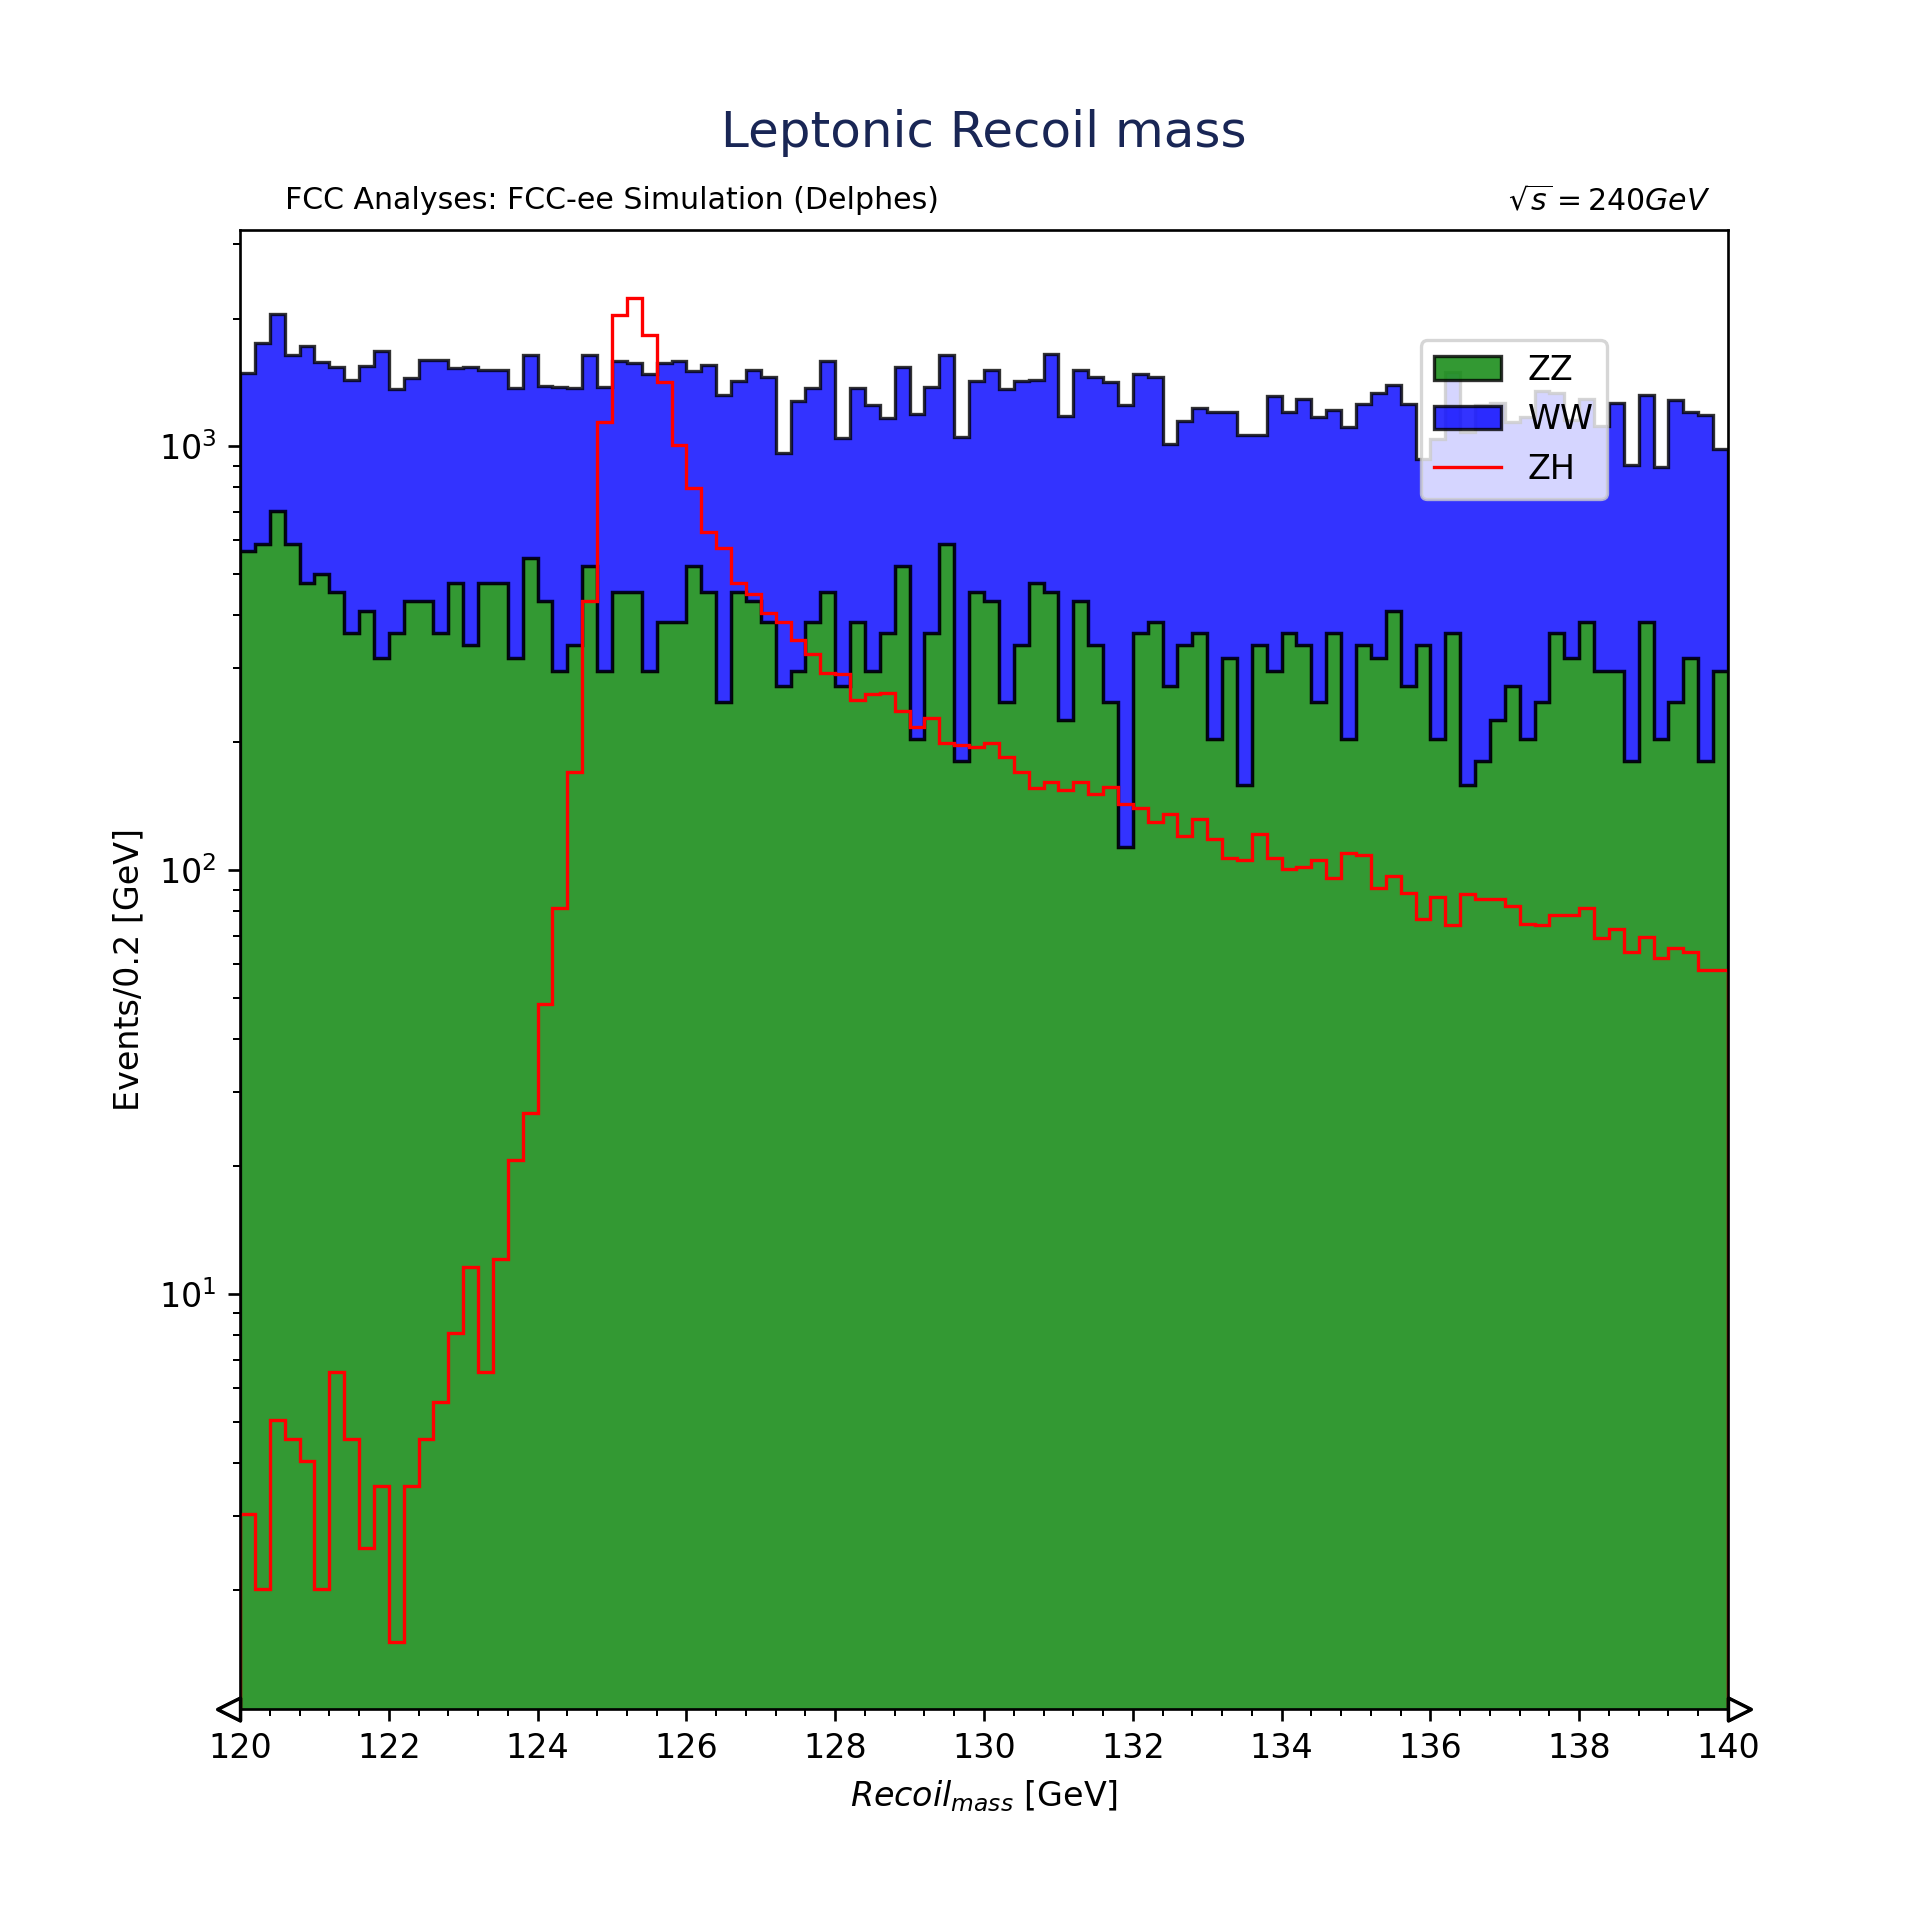 Leptonic Recoil mass
FCC Analyses: FCC-ee Simulation (Delphes)
√s = 240GeV
ZZ
WW
ZH
10³
10²
10¹
Events/0.2 [GeV]
120 122 124 126 128 130 132 134 136 138 140
Recoil_mass [GeV]